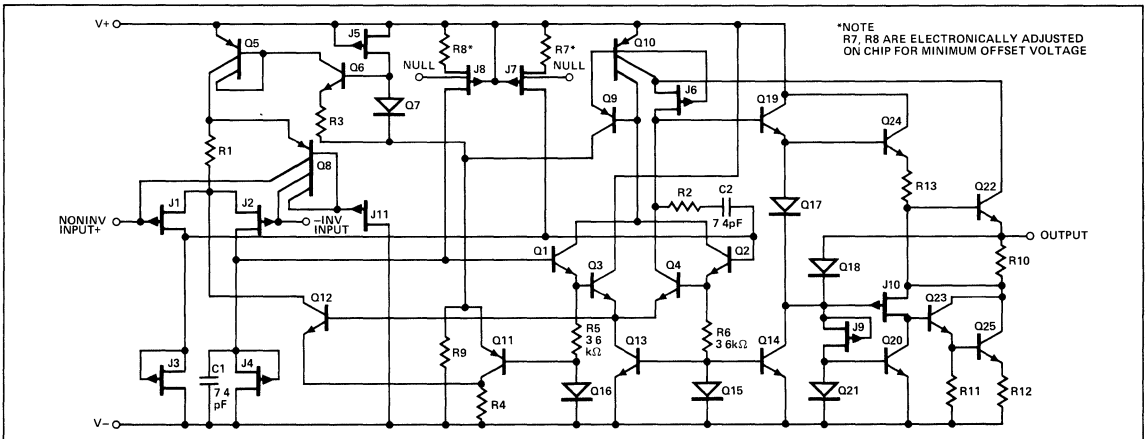 V+
*NOTE
R7, R8 ARE ELECTRONICALLY ADJUSTED
ON CHIP FOR MINIMUM OFFSET VOLTAGE
Q5
J5
R8*
R7*
Q10
Q6
NULL
J8
J7
NULL
J6
Q7
Q9
Q19
Q24
R3
R1
Q8
R13
Q22
R2
C2
7 4pF
Q17
J1
J2
J11
NONINV
INPUT+
-INV
INPUT
OUTPUT
Q1
Q2
Q18
R10
Q3
Q4
J10
Q12
Q23
R5
3 6
kΩ
R6
3 6kΩ
Q13
Q14
J9
Q25
Q20
R9
Q11
J3
C1
7 4
pF
J4
Q16
Q15
Q21
R11
R12
R4
V-